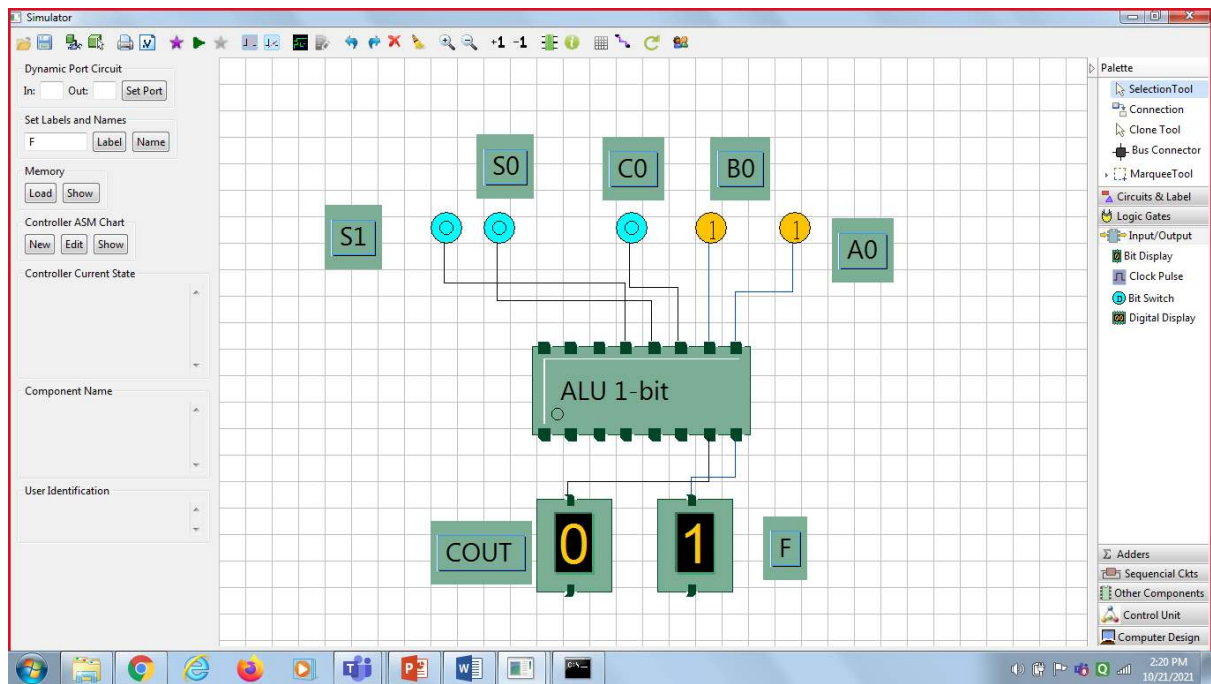 Simulator
+1 -1
Dynamic Port Circuit
In: Out: Set Port
Set Labels and Names
F Label Name
Memory
Load Show
Controller ASM Chart
New Edit Show
Controller Current State
Component Name
User Identification
S0
C0
B0
S1
1
1
A0
ALU 1-bit
COUT
0
1
F
Palette
SelectionTool
Connection
Clone Tool
Bus Connector
MarqueeTool
Circuits & Label
Logic Gates
Input/Output
Bit Display
Clock Pulse
Bit Switch
Digital Display
Σ Adders
Sequencial Ckts
Other Components
Control Unit
Computer Design
2:20 PM
10/21/2021